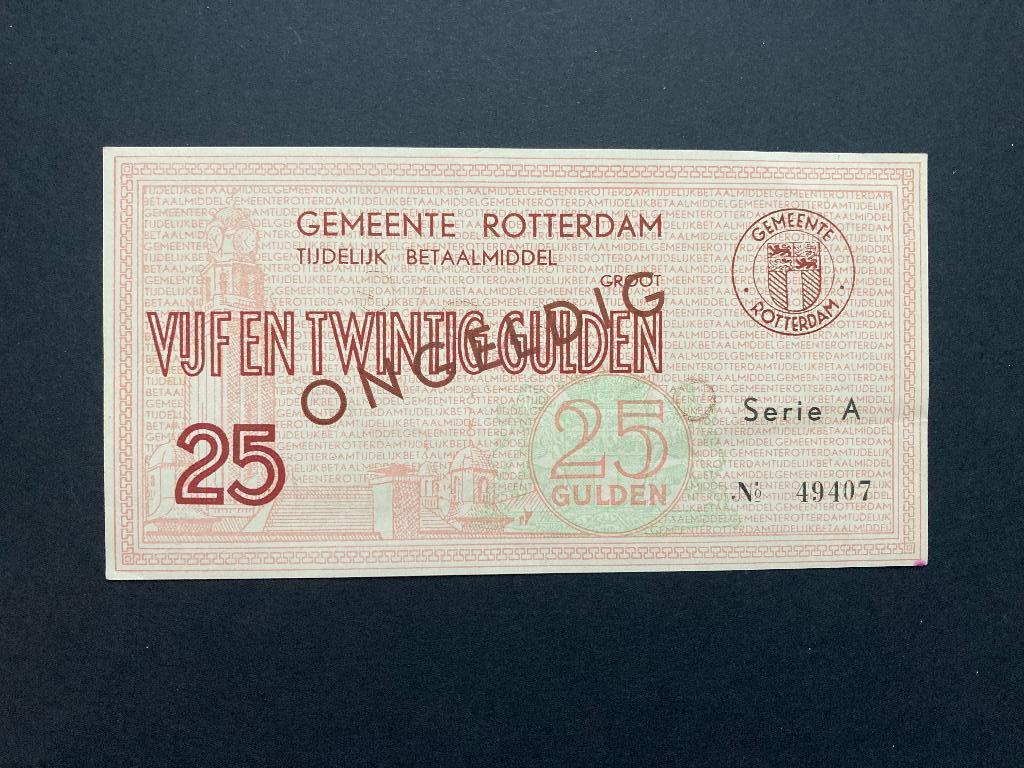 GEMEENTE ROTTERDAM
TIJDELIJK BETAALMIDDEL
GROOT
VIJF EN TWINTIG GULDEN
ONGELDIG
25
25
GULDEN
GEMEENTE
ROTTERDAM
Serie A
No 49407